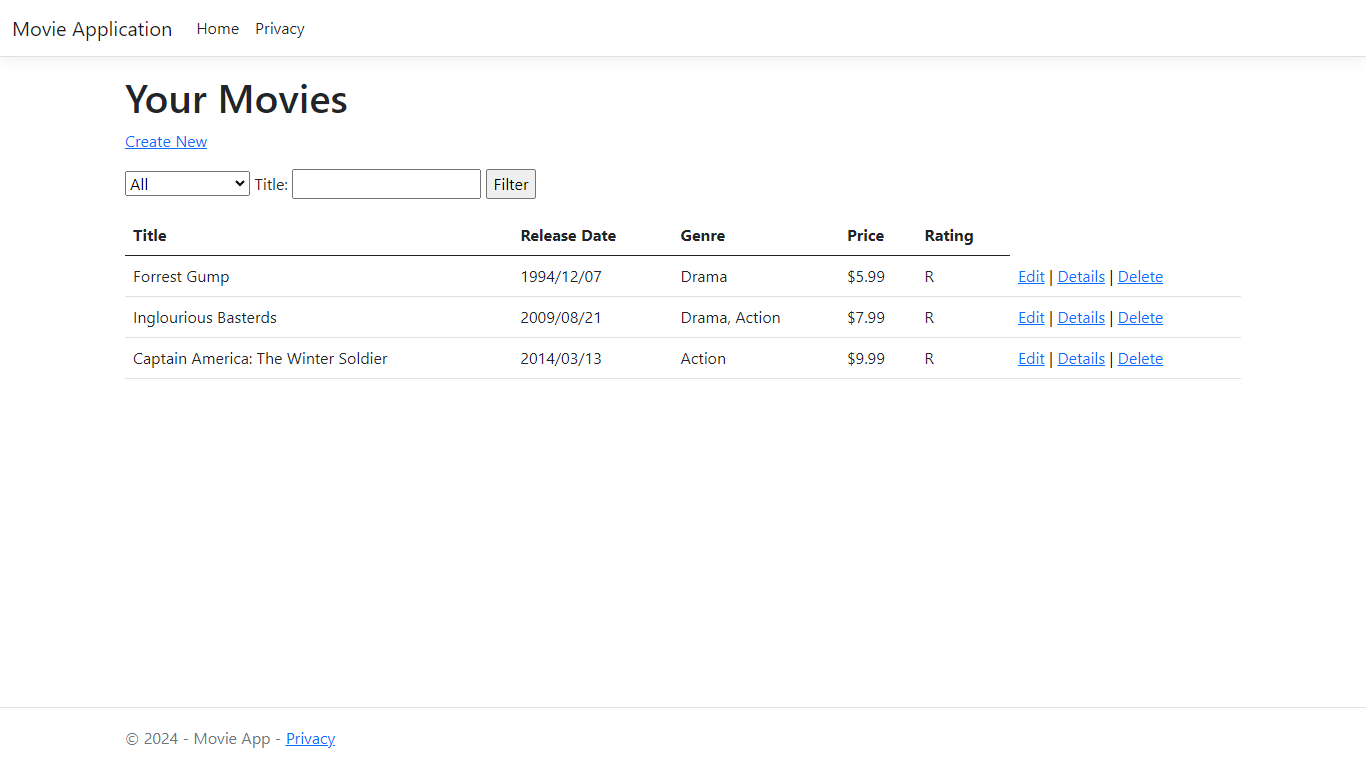 Movie Application Home Privacy
Your Movies
Create New
All Title: Filter
Title Release Date Genre Price Rating
Forrest Gump 1994/12/07 Drama $5.99 R Edit | Details | Delete
Inglourious Basterds 2009/08/21 Drama, Action $7.99 R Edit | Details | Delete
Captain America: The Winter Soldier 2014/03/13 Action $9.99 R Edit | Details | Delete
© 2024 - Movie App - Privacy